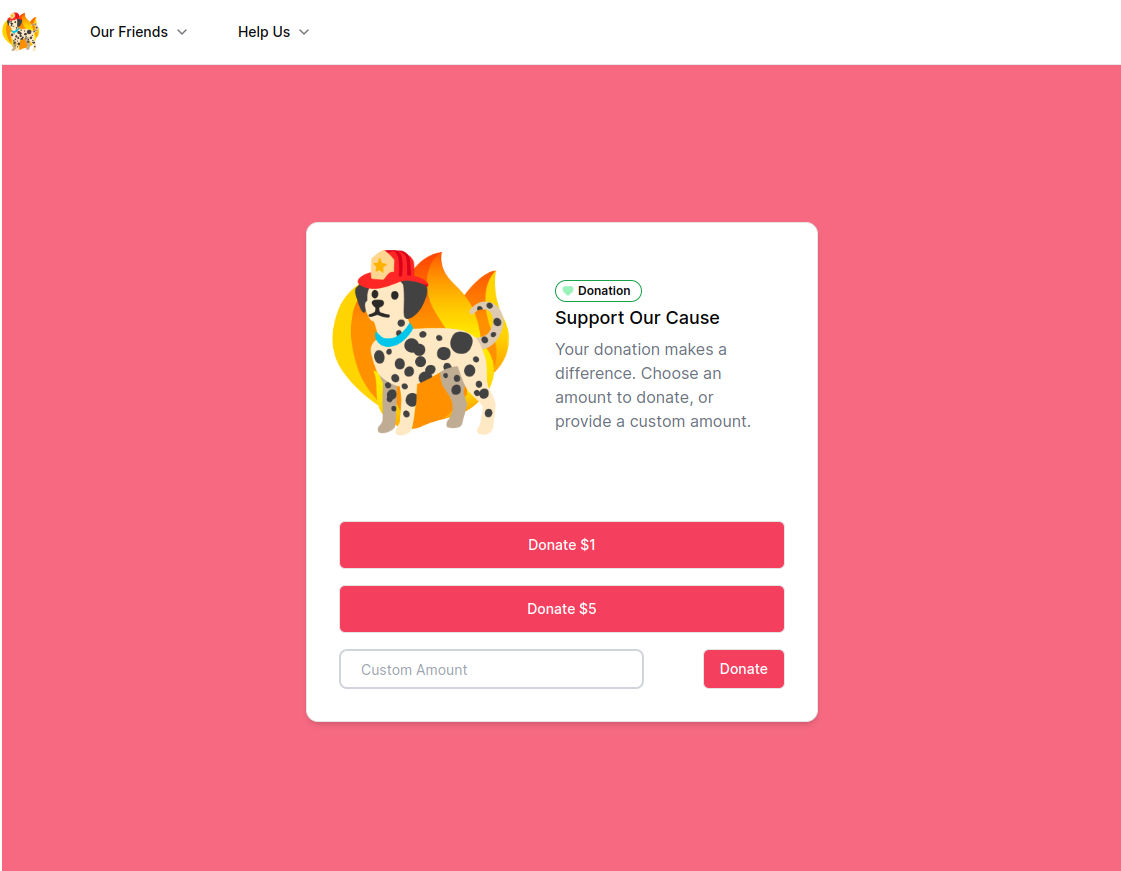 Our Friends
Help Us
Donation
Support Our Cause
Your donation makes a
difference. Choose an
amount to donate, or
provide a custom amount.
Donate $1
Donate $5
Custom Amount
Donate